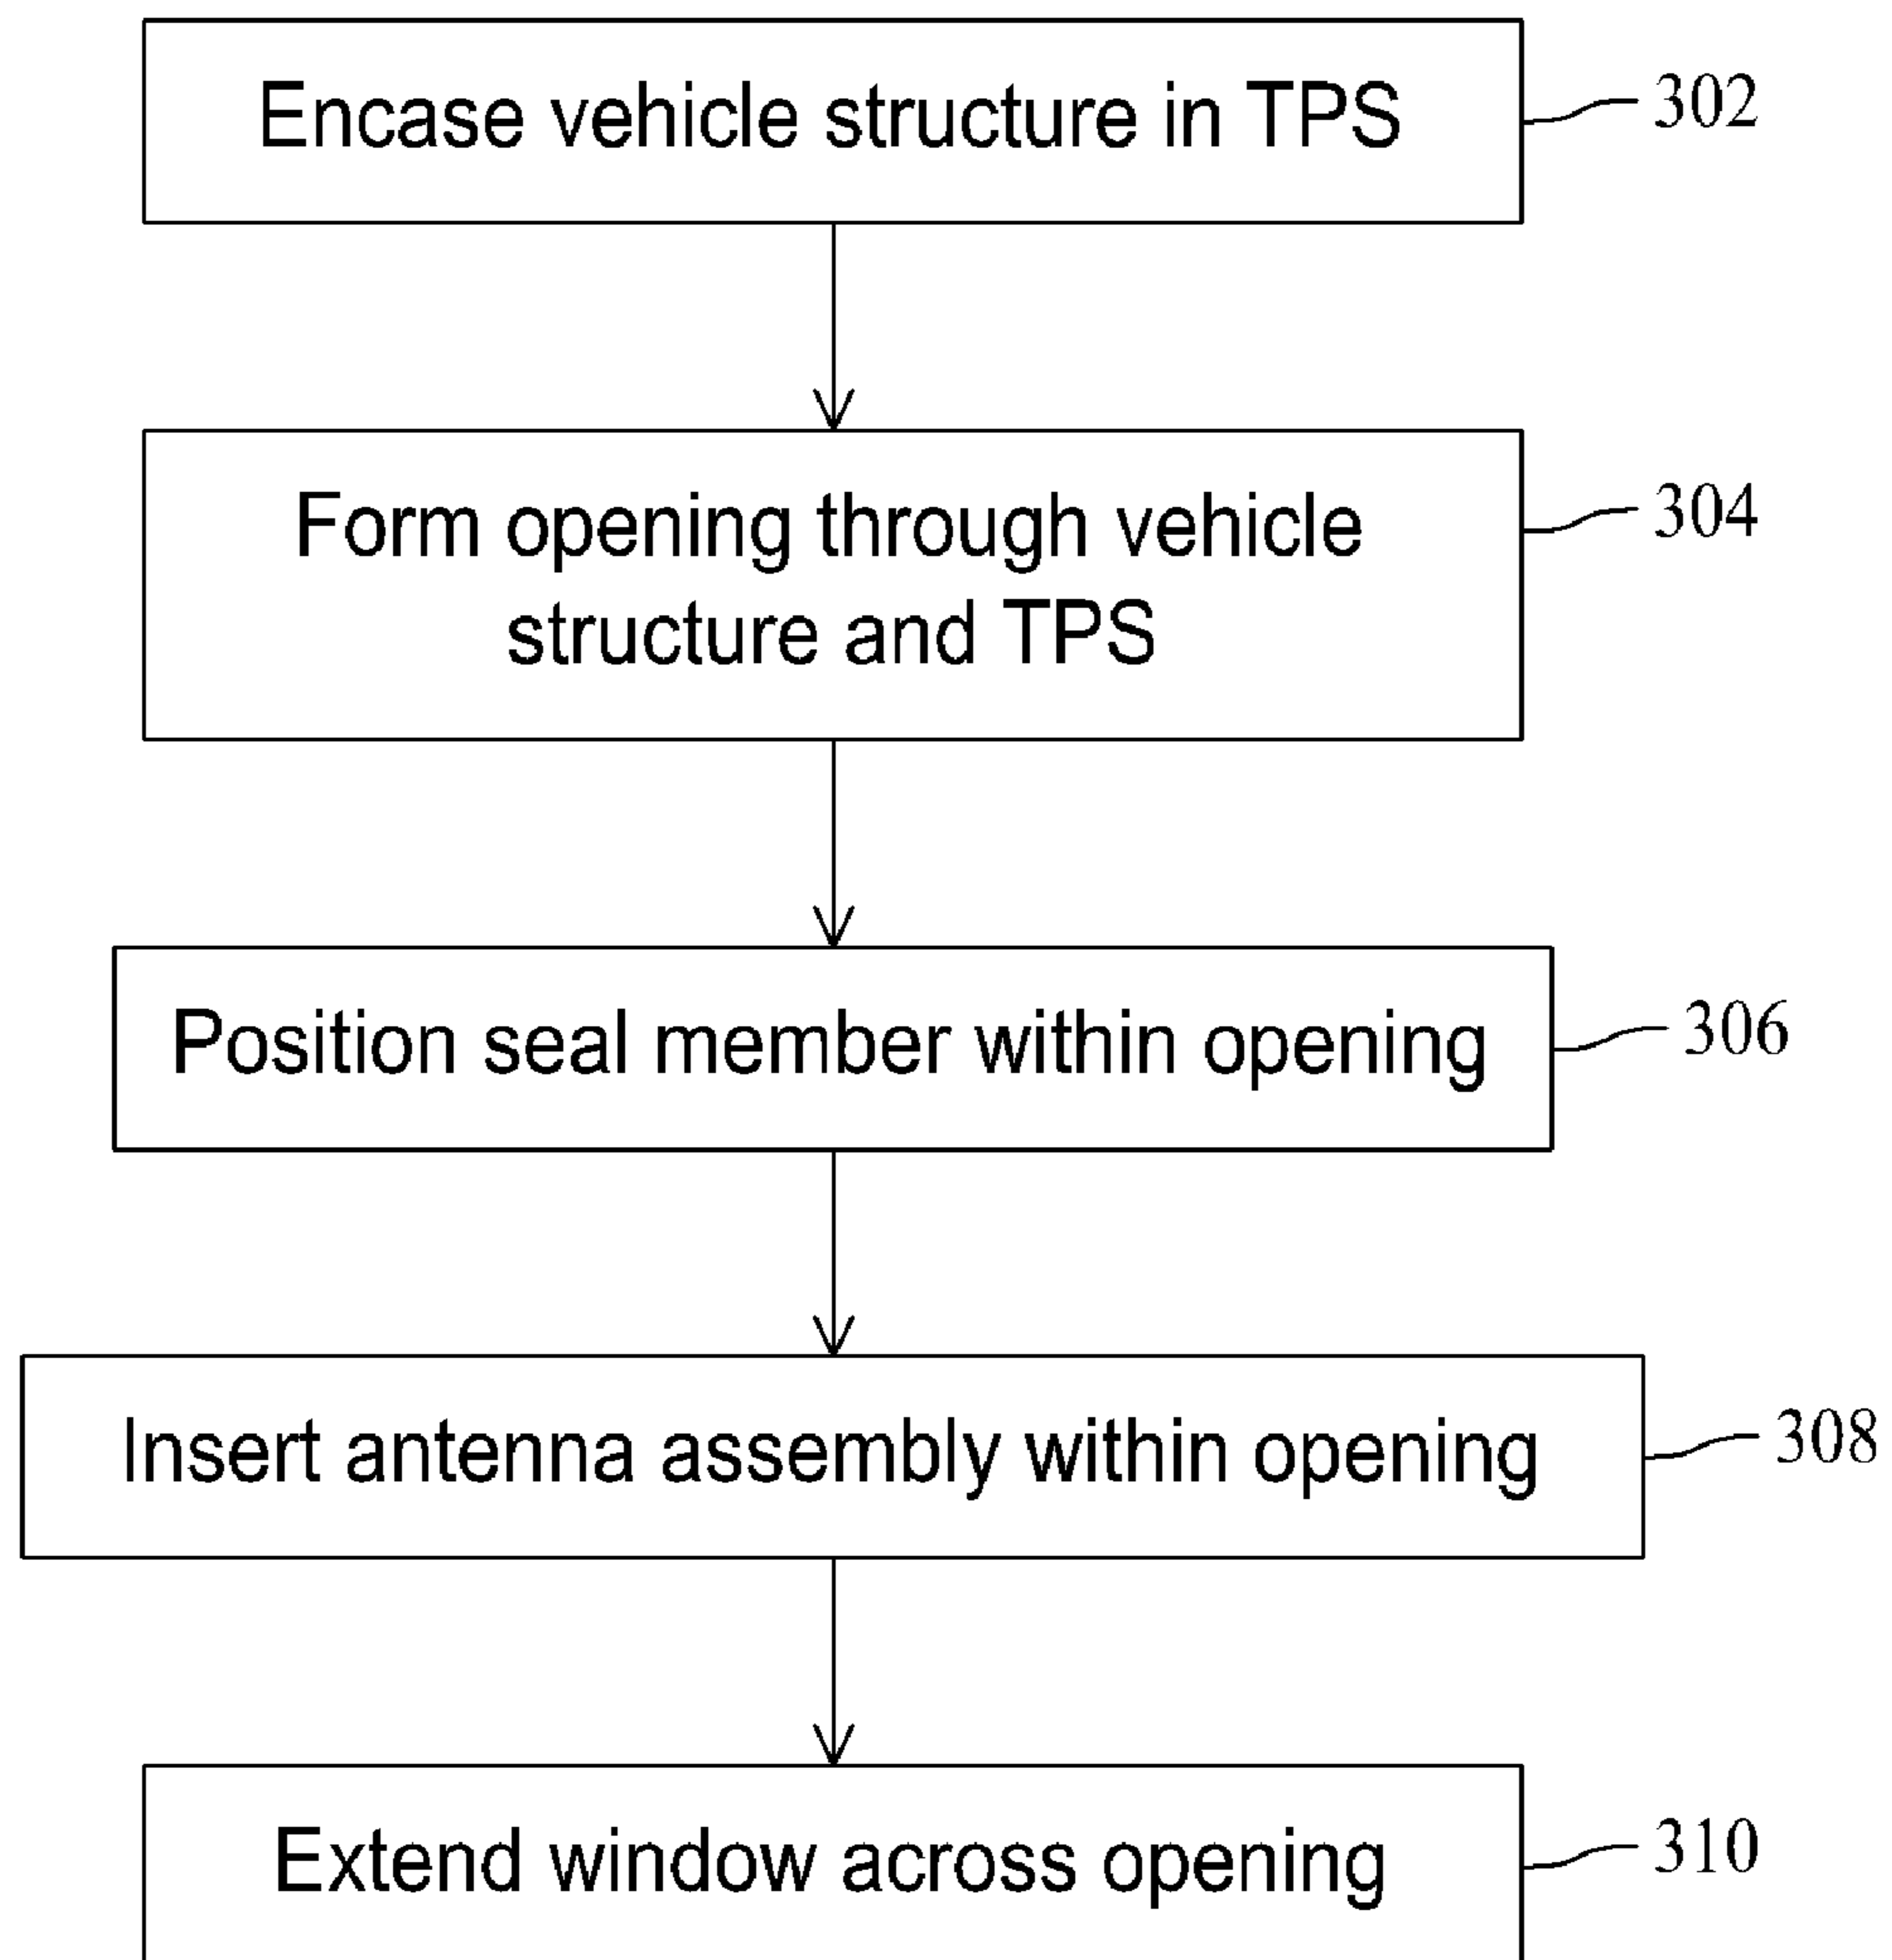 Encase vehicle structure in TPS
302
Form opening through vehicle
structure and TPS
304
Position seal member within opening
306
Insert antenna assembly within opening
308
Extend window across opening
310